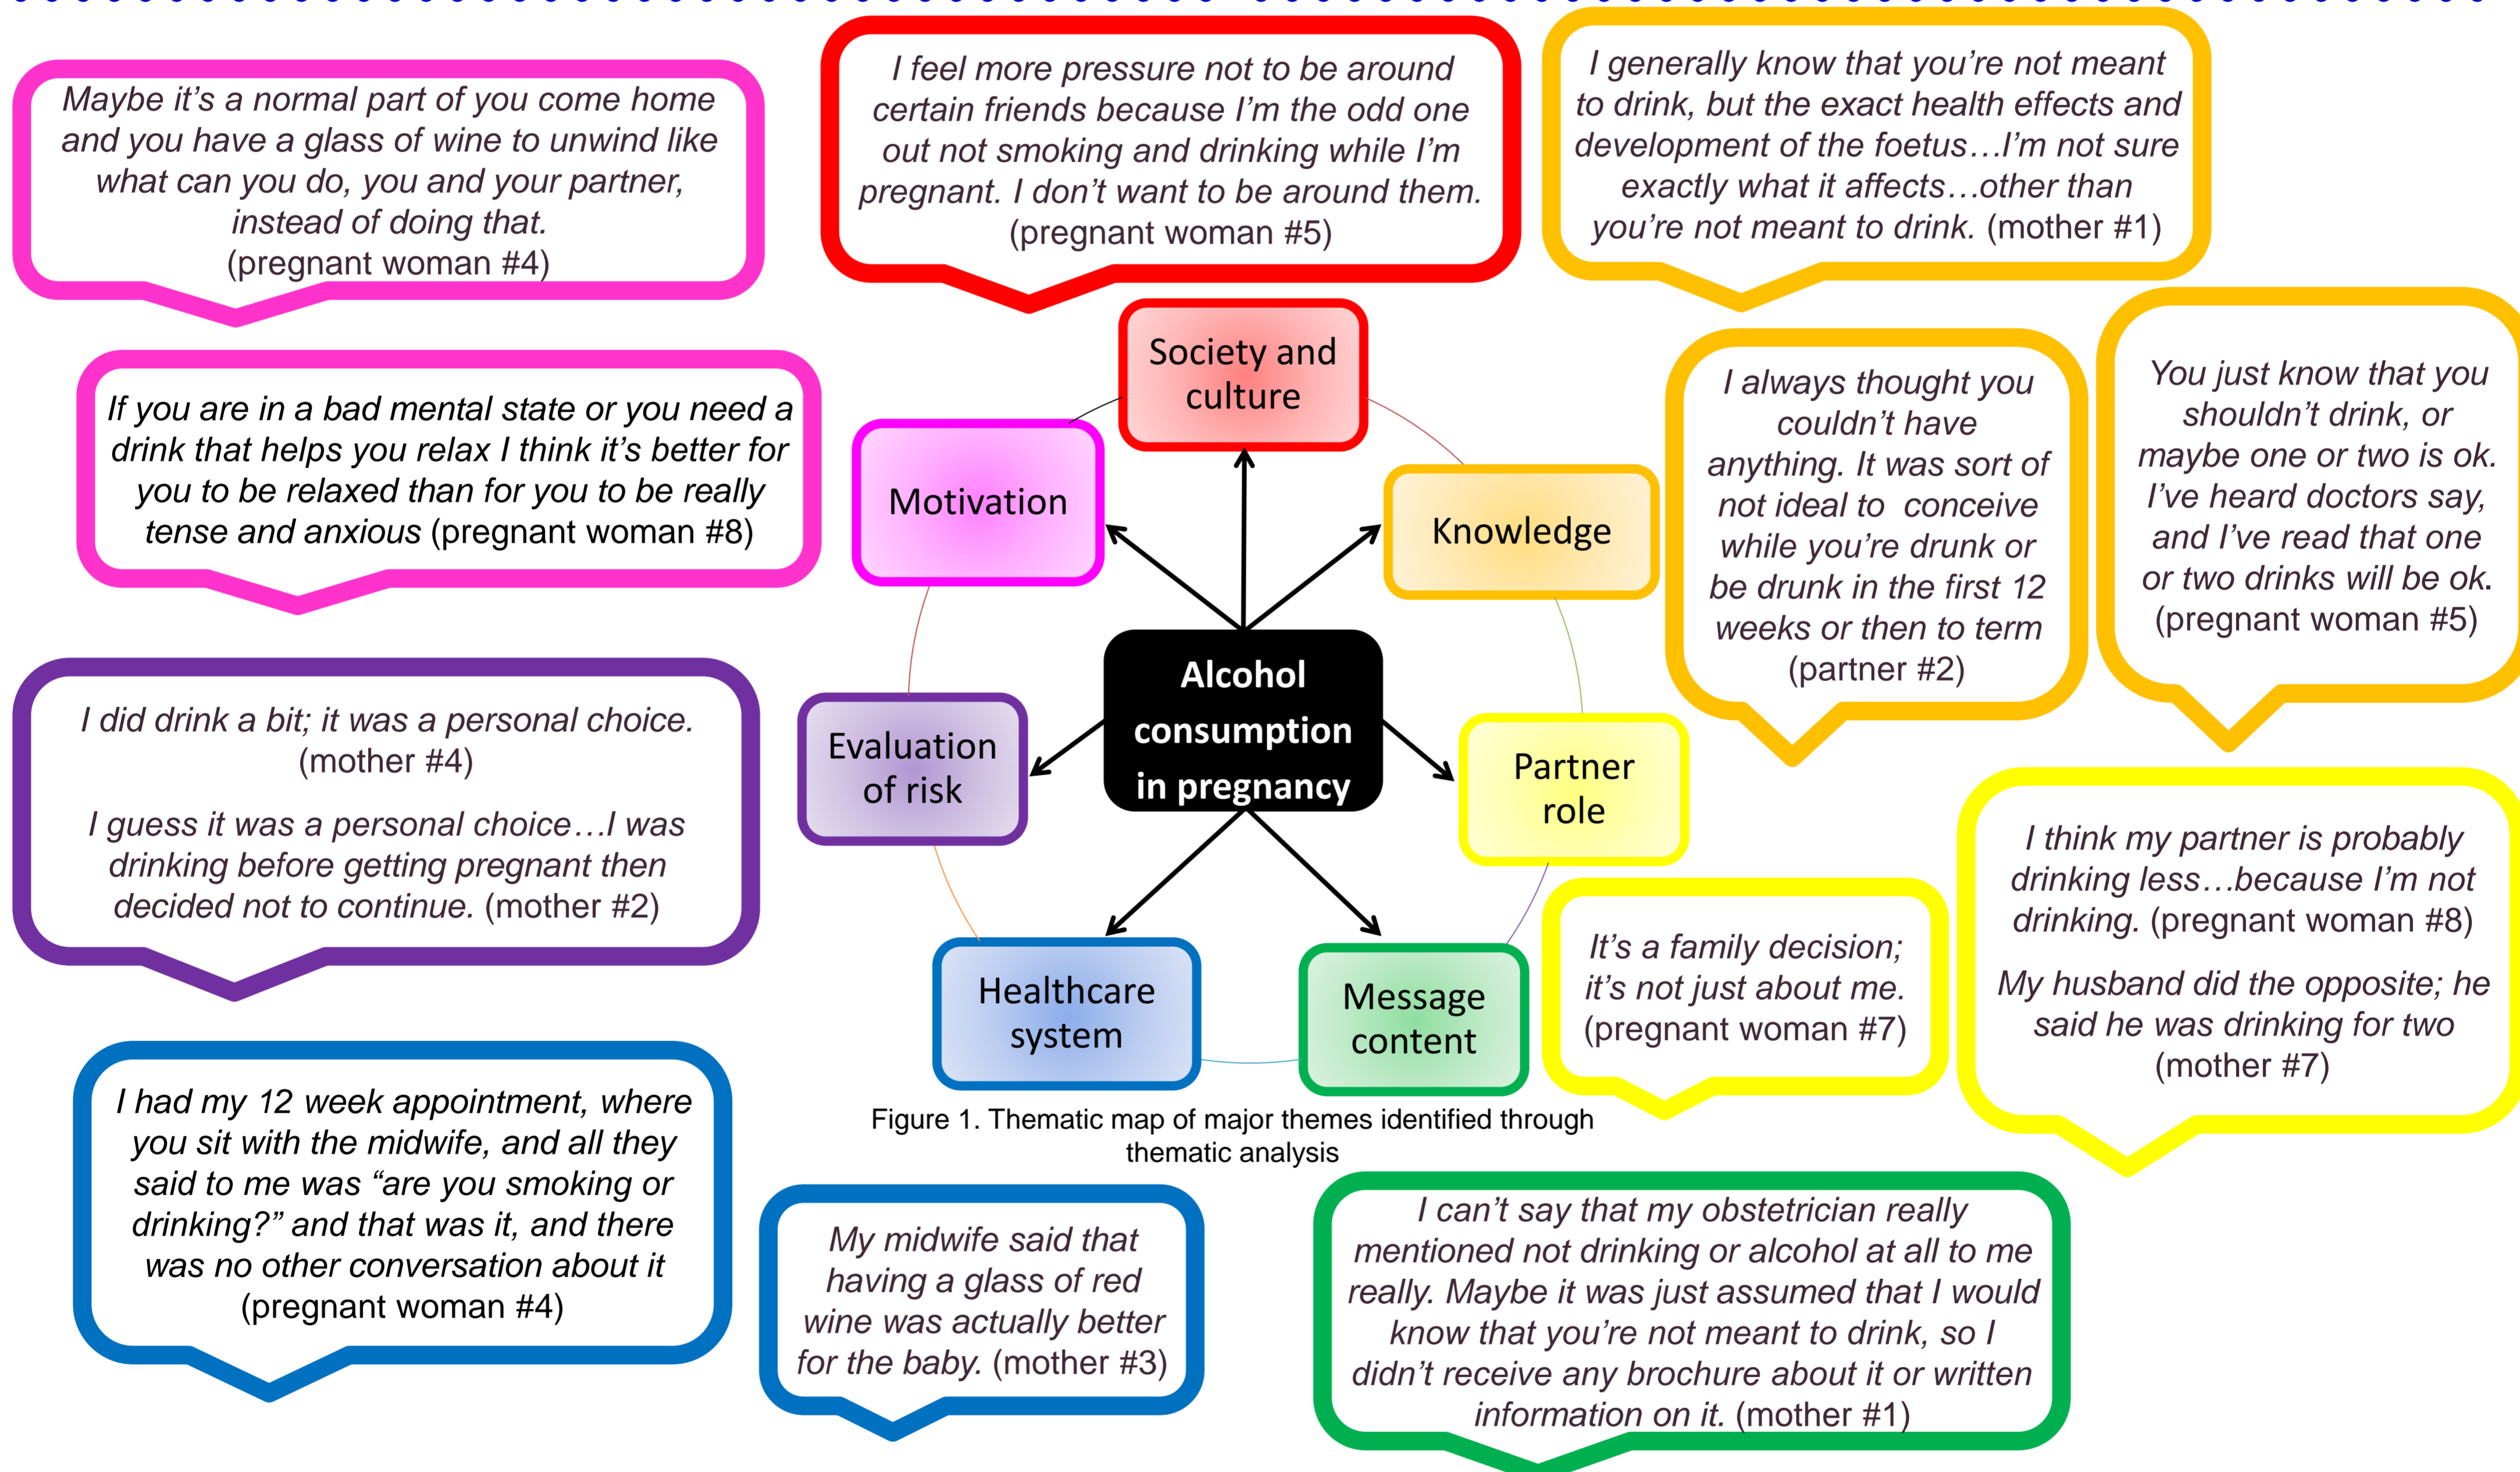 Maybe it's a normal part of you come home
and you have a glass of wine to unwind like
what can you do, you and your partner,
instead of doing that.
(pregnant woman #4)
I feel more pressure not to be around
certain friends because I'm the odd one
out not smoking and drinking while I'm
pregnant. I don't want to be around them.
(pregnant woman #5)
I generally know that you're not meant
to drink, but the exact health effects and
development of the foetus…I'm not sure
exactly what it affects…other than
you're not meant to drink. (mother #1)
If you are in a bad mental state or you need a
drink that helps you relax I think it's better for
you to be relaxed than for you to be really
tense and anxious (pregnant woman #8)
Society and
culture
Motivation
Knowledge
I always thought you
couldn't have
anything. It was sort of
not ideal to conceive
while you're drunk or
be drunk in the first 12
weeks or then to term
(partner #2)
You just know that you
shouldn't drink, or
maybe one or two is ok.
I've heard doctors say,
and I've read that one
or two drinks will be ok.
(pregnant woman #5)
I did drink a bit; it was a personal choice.
(mother #4)
I guess it was a personal choice…I was
drinking before getting pregnant then
decided not to continue. (mother #2)
Evaluation
of risk
Alcohol
consumption
in pregnancy
Partner
role
I think my partner is probably
drinking less…because I'm not
drinking. (pregnant woman #8)
My husband did the opposite; he
said he was drinking for two
(mother #7)
It's a family decision;
it's not just about me.
(pregnant woman #7)
Healthcare
system
Message
content
Figure 1. Thematic map of major themes identified through
thematic analysis
I had my 12 week appointment, where
you sit with the midwife, and all they
said to me was “are you smoking or
drinking?” and that was it, and there
was no other conversation about it
(pregnant woman #4)
My midwife said that
having a glass of red
wine was actually better
for the baby. (mother #3)
I can't say that my obstetrician really
mentioned not drinking or alcohol at all to me
really. Maybe it was just assumed that I would
know that you're not meant to drink, so I
didn't receive any brochure about it or written
information on it. (mother #1)